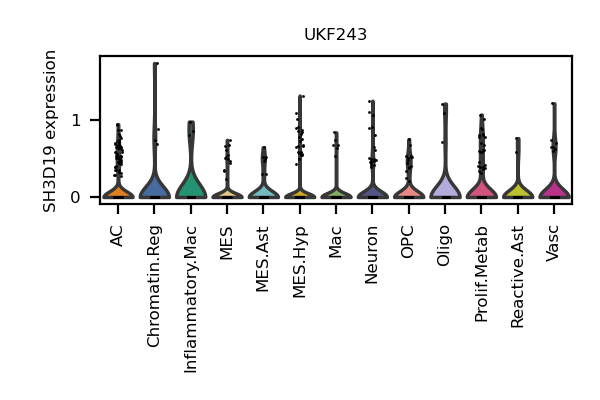 UKF243
SH3D19 expression
1
0
AC
Chromatin.Reg
Inflammatory.Mac
MES
MES.Ast
MES.Hyp
Mac
Neuron
OPC
Oligo
Prolif.Metab
Reactive.Ast
Vasc